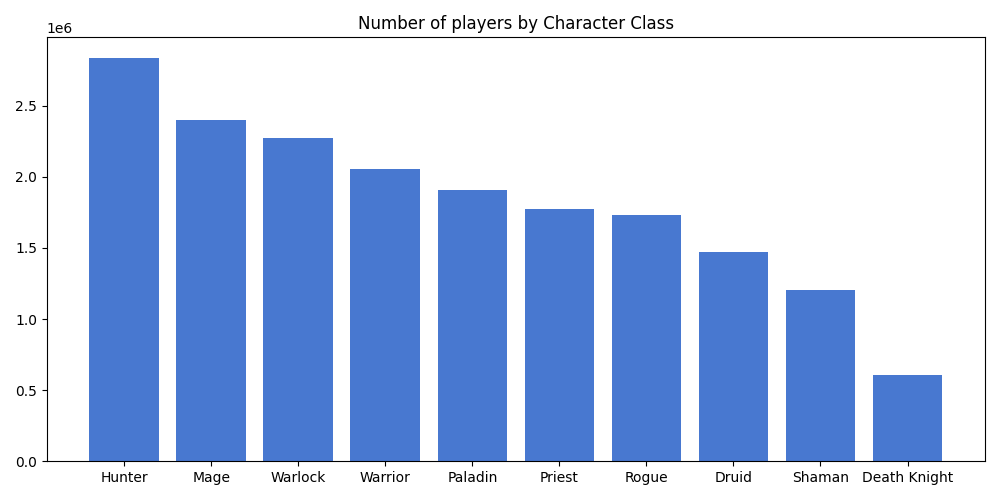 Number of players by Character Class
1e6
2.5
2.0
1.5
1.0
0.5
0.0
Hunter Mage Warlock Warrior Paladin Priest Rogue Druid Shaman Death Knight